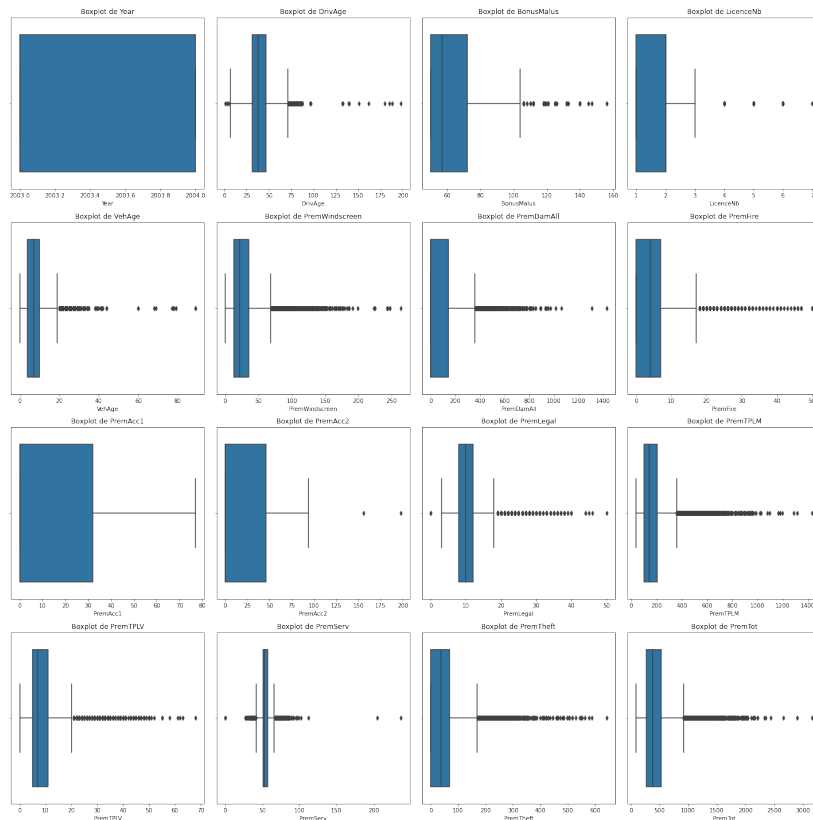 Boxplot de Year
Boxplot de DrivAge
Boxplot de BonusMalus
Boxplot de LicenceNb
2003.0 2003.2 2003.4 2003.6 2003.8 2004.0
0 25 50 75 100 125 150 175 200
60 80 100 120 140 160
1 2 3 4 5 6 7
Year
DrivAge
BonusMalus
LicenceNb
Boxplot de VehAge
Boxplot de PremWindscreen
Boxplot de PremDamAll
Boxplot de PremFire
0 20 40 60 80
0 50 100 150 200 250
0 200 400 600 800 1000 1200 1400
0 10 20 30 40 50
VehAge
PremWindscreen
PremDamAll
PremFire
Boxplot de PremAcc1
Boxplot de PremAcc2
Boxplot de PremLegal
Boxplot de PremTPLM
0 10 20 30 40 50 60 70 80
0 25 50 75 100 125 150 175 200
0 10 20 30 40 50
0 200 400 600 800 1000 1200 1400
PremAcc1
PremAcc2
PremLegal
PremTPLM
Boxplot de PremTPLV
Boxplot de PremServ
Boxplot de PremTheft
Boxplot de PremTot
0 10 20 30 40 50 60 70
0 50 100 150 200
0 100 200 300 400 500 600
0 500 1000 1500 2000 2500 3000
PremTPLV
PremServ
PremTheft
PremTot